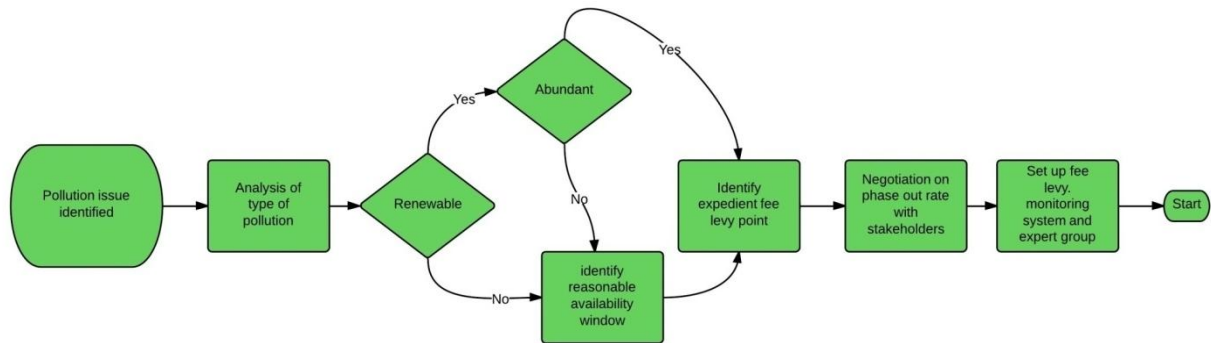 Pollution issue
identified
Analysis of
type of
pollution
Renewable
Yes
No
Abundant
Yes
No
identify
reasonable
availability
window
Identify
expedient fee
levy point
Negotiation on
phase out rate
with
stakeholders
Set up fee
levy.
monitoring
system and
expert group
Start